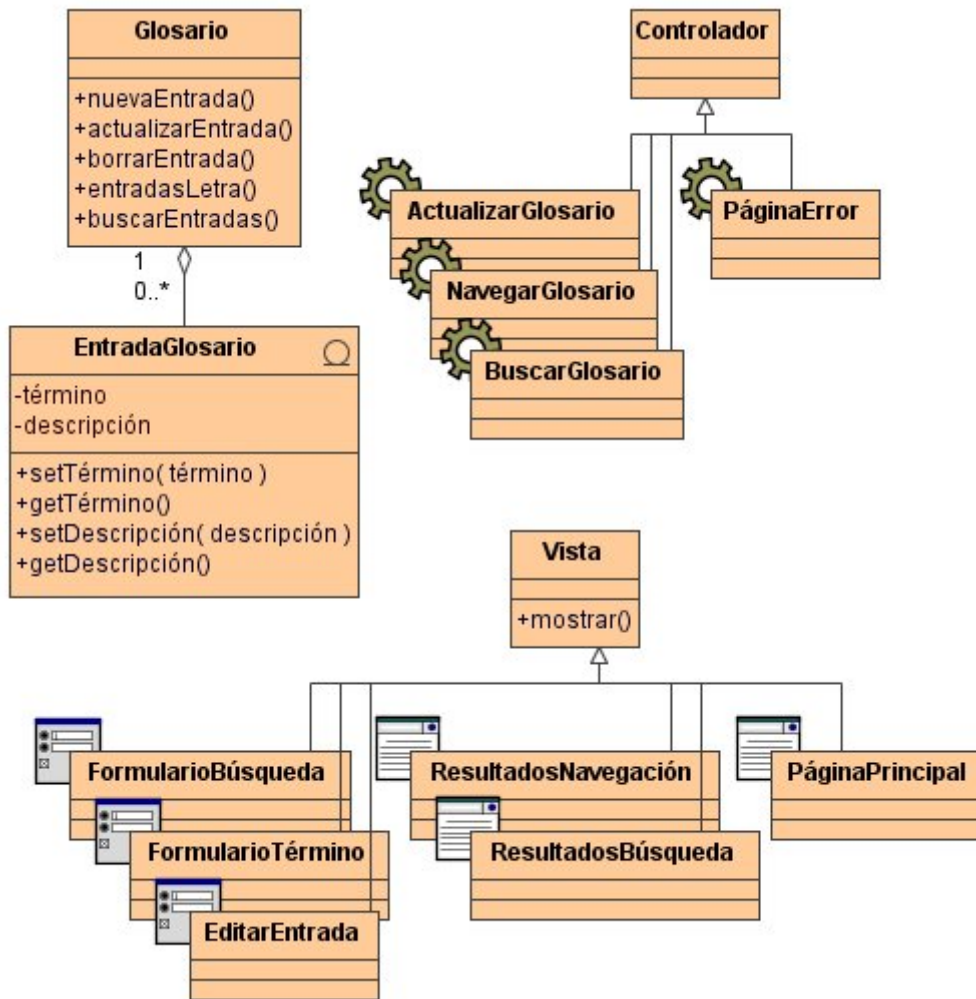 Glosario
+nuevaEntrada()
+actualizarEntrada()
+borrarEntrada()
+entradasLetra()
+buscarEntradas()
1
0..*
EntradaGlosario
-término
-descripción
+setTérmino( término )
+getTérmino()
+setDescripción( descripción )
+getDescripción()
Controlador
ActualizarGlosario
PáginaError
NavegarGlosario
BuscarGlosario
Vista
+mostrar()
FormularioBúsqueda
ResultadosNavegación
PáginaPrincipal
FormularioTérmino
ResultadosBúsqueda
EditarEntrada